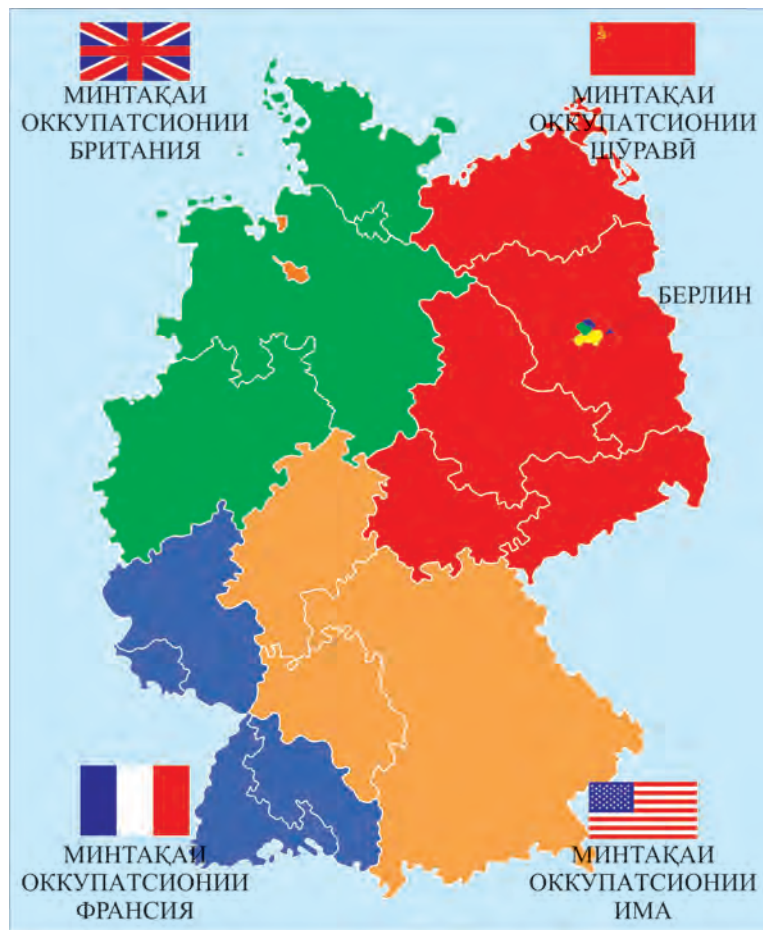 МИНТАҚАИ
ОККУПАТСИОНИИ
БРИТАНИЯ
МИНТАҚАИ
ОККУПАТСИОНИИ
ШӮРАВӢ
БЕРЛИН
МИНТАҚАИ
ОККУПАТСИОНИИ
ФРАНСИЯ
МИНТАҚАИ
ОККУПАТСИОНИИ
ИМА